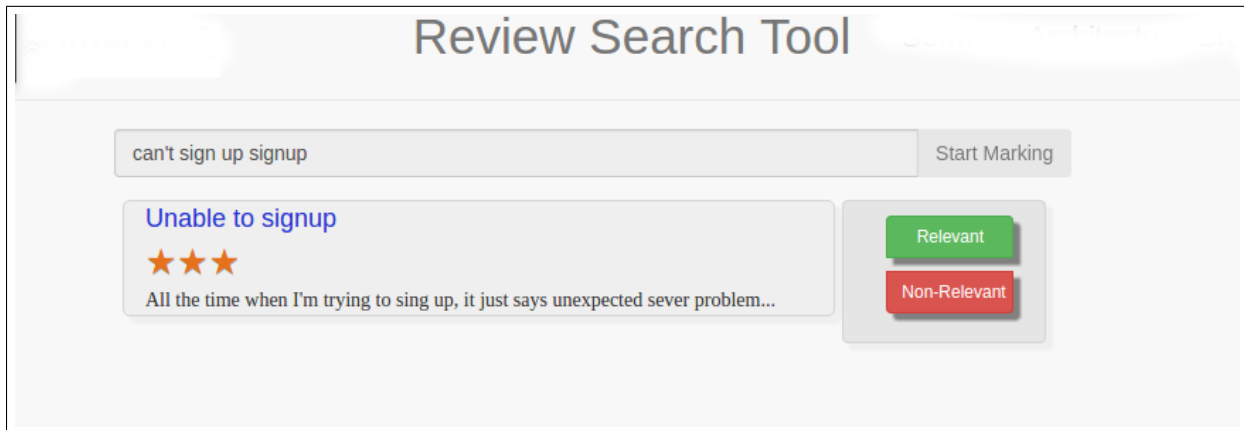 Review Search Tool
can't sign up signup
Start Marking
Unable to signup
All the time when I'm trying to sing up, it just says unexpected sever problem...
Relevant
Non-Relevant